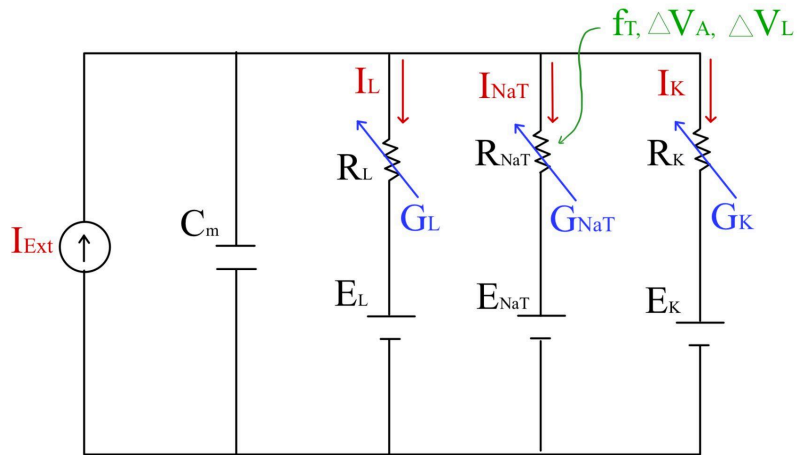 fT, △VA, △VL
IL
INaT
IK
RL
RNaT
RK
GL
GNaT
GK
Cm
IExt
EL
ENaT
EK